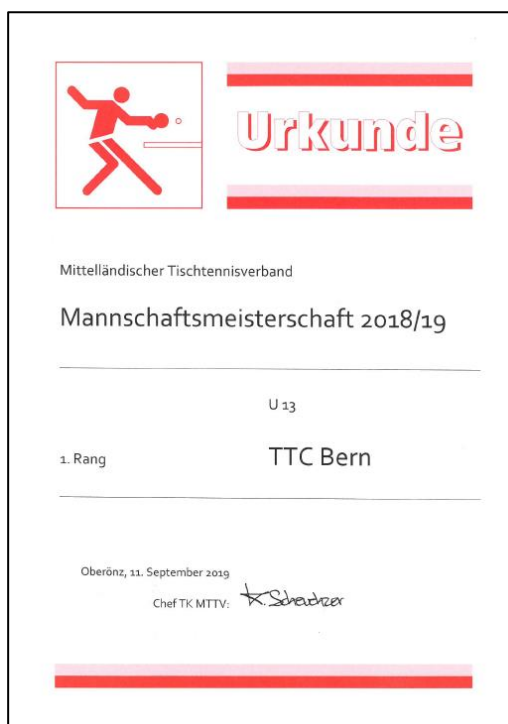 Urkunde
Mittelländischer Tischtennisverband
Mannschaftsmeisterschaft 2018/19
U 13
1. Rang TTC Bern
Oberönz, 11. September 2019
Chef TK MTTV: K. Scheuchzer